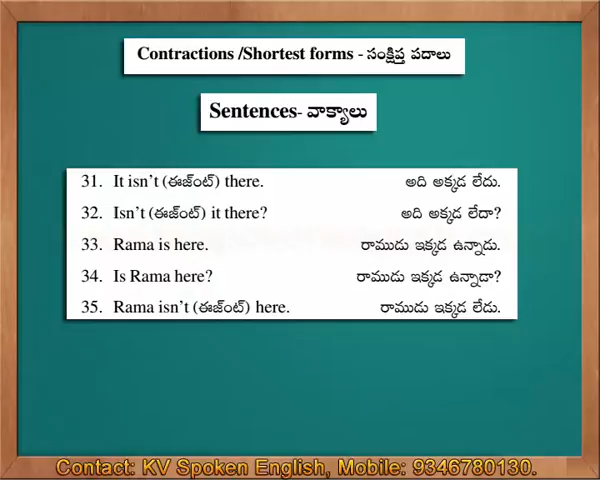 Contractions /Shortest forms - సంక్షిప్త పదాలు
Sentences- వాక్యాలు
31. It isn't (ఈజ్‌ంట్) there. అది అక్కడ లేదు.
32. Isn't (ఈజ్‌ంట్) it there? అది అక్కడ లేదా?
33. Rama is here. రాముడు ఇక్కడ ఉన్నాడు.
34. Is Rama here? రాముడు ఇక్కడ ఉన్నాడా?
35. Rama isn't (ఈజ్‌ంట్) here. రాముడు ఇక్కడ లేడు.
Contact: KV Spoken English, Mobile: 9346780130.